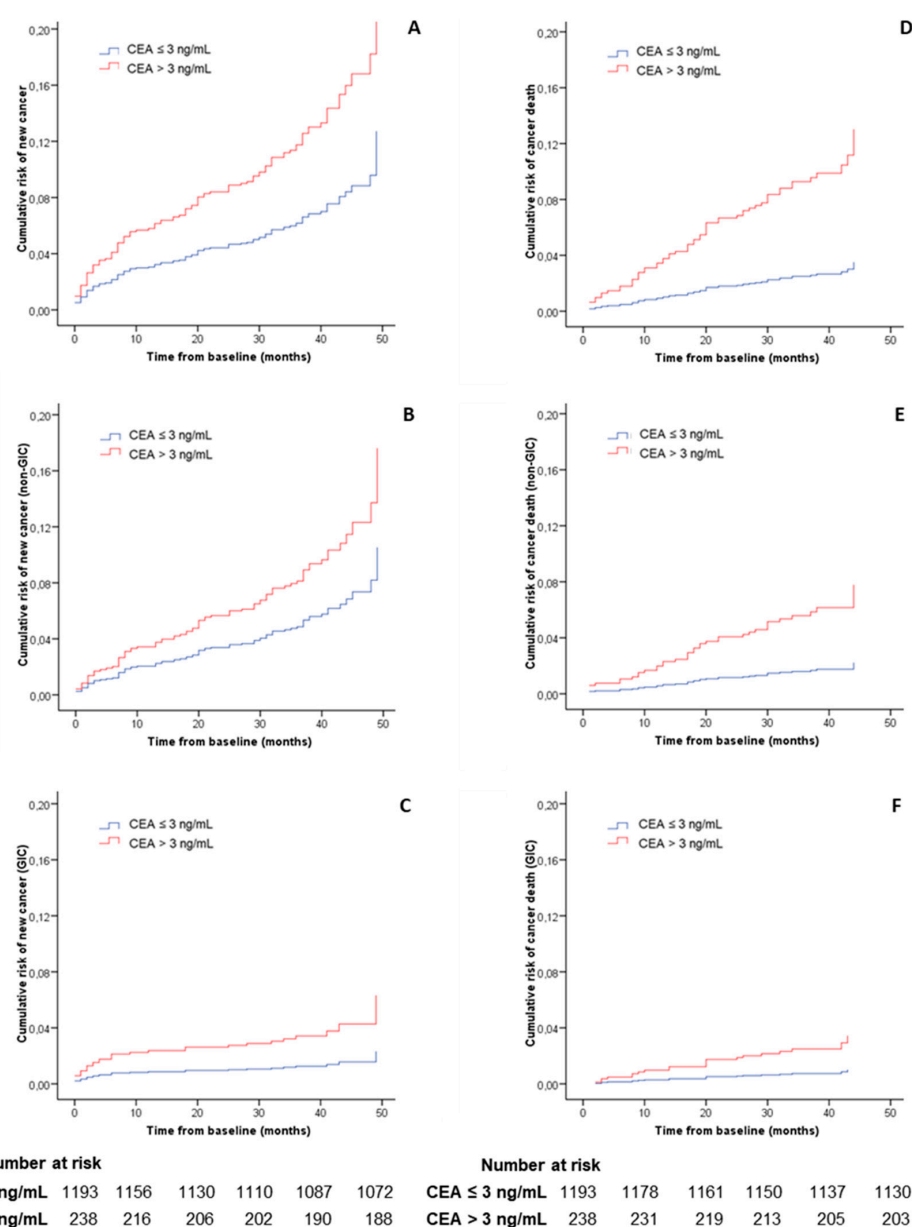 A
CEA ≤ 3 ng/mL
CEA > 3 ng/mL
Cumulative risk of new cancer
0,20
0,16
0,12
0,08
0,04
0,00
0 10 20 30 40 50
Time from baseline (months)
D
CEA ≤ 3 ng/mL
CEA > 3 ng/mL
Cumulative risk of cancer death
0,20
0,16
0,12
0,08
0,04
0,00
0 10 20 30 40 50
Time from baseline (months)
B
CEA ≤ 3 ng/mL
CEA > 3 ng/mL
Cumulative risk of new cancer (non-GIC)
0,20
0,16
0,12
0,08
0,04
0,00
0 10 20 30 40 50
Time from baseline (months)
E
CEA ≤ 3 ng/mL
CEA > 3 ng/mL
Cumulative risk of cancer death (non-GIC)
0,20
0,16
0,12
0,08
0,04
0,00
0 10 20 30 40 50
Time from baseline (months)
C
CEA ≤ 3 ng/mL
CEA > 3 ng/mL
Cumulative risk of new cancer (GIC)
0,20
0,16
0,12
0,08
0,04
0,00
0 10 20 30 40 50
Time from baseline (months)
F
CEA ≤ 3 ng/mL
CEA > 3 ng/mL
Cumulative risk of cancer death (GIC)
0,20
0,16
0,12
0,08
0,04
0,00
0 10 20 30 40 50
Time from baseline (months)
umber at risk
ng/mL 1193 1156 1130 1110 1087 1072
ng/mL 238 216 206 202 190 188
Number at risk
CEA ≤ 3 ng/mL 1193 1178 1161 1150 1137 1130
CEA > 3 ng/mL 238 231 219 213 205 203